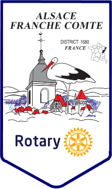 ALSACE
FRANCHE COMTE
DISTRICT 1680
FRANCE
Rotary